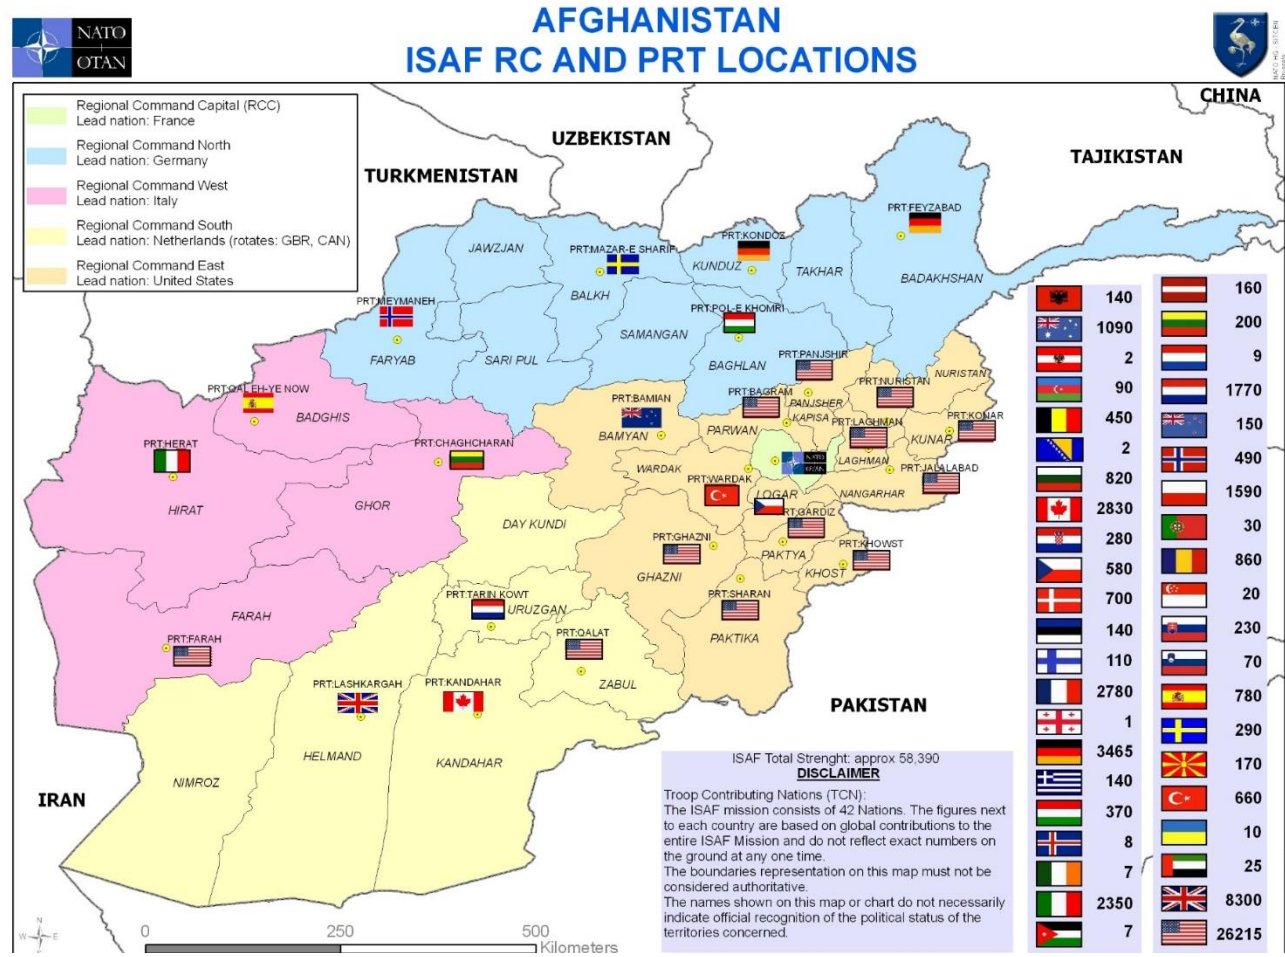 AFGHANISTAN
ISAF RC AND PRT LOCATIONS
NATO
OTAN
NATO HQ - SITCEN
Regional Command Capital (RCC)
Lead nation: France
Regional Command North
Lead nation: Germany
Regional Command West
Lead nation: Italy
Regional Command South
Lead nation: Netherlands (rotates: GBR, CAN)
Regional Command East
Lead nation: United States
CHINA
UZBEKISTAN
TAJIKISTAN
TURKMENISTAN
PRT:FEYZABAD
PRT:KONDOZ
JAWZJAN
PRT:MAZAR-E SHARIF
KUNDUZ
TAKHAR
BADAKHSHAN
BALKH
PRT:MEYMANEH
PRT:POL-E KHOMRI
SAMANGAN
FARYAB
SARI PUL
BAGHLAN
PRT:PANJSHIR
NURISTAN
PRT:QAL EH-YE NOW
PRT:NURISTAN
PRT:BAGRAM
BADGHIS
PRT:BAMIAN
PANJSHER
KAPISA
PRT:KONAR
PRT:HERAT
PRT:CHAGHCHARAN
BAMYAN
PARWAN
PRT:LAGHMAN
KUNAR
WARDAK
NATO
OTAN
LAGHMAN
PRT:JALALABAD
PRT:WARDAK
LOGAR
NANGARHAR
HIRAT
GHOR
DAY KUNDI
PRT:GARDIZ
PRT:GHAZNI
PAKTYA
PRT:KHOWST
GHAZNI
KHOST
PRT:TARIN KOWT
URUZGAN
PRT:SHARAN
FARAH
PRT:FARAH
PRT:QALAT
PAKTIKA
ZABUL
PRT:LASHKARGAH
PRT:KANDAHAR
PAKISTAN
HELMAND
KANDAHAR
NIMROZ
IRAN
ISAF Total Strenght: approx 58,390
DISCLAIMER
Troop Contributing Nations (TCN):
The ISAF mission consists of 42 Nations. The figures next
to each country are based on global contributions to the
entire ISAF Mission and do not reflect exact numbers on
the ground at any one time.
The boundaries representation on this map must not be
considered authoritative.
The names shown on this map or chart do not necessarily
indicate official recognition of the political status of the
territories concerned.
140
1090
2
90
450
2
820
2830
280
580
700
140
110
2780
1
3465
140
370
8
7
2350
7
160
200
9
1770
150
490
1590
30
860
20
230
70
780
290
170
660
10
25
8300
26215
N
W
E
S
0
250
500
Kilometers